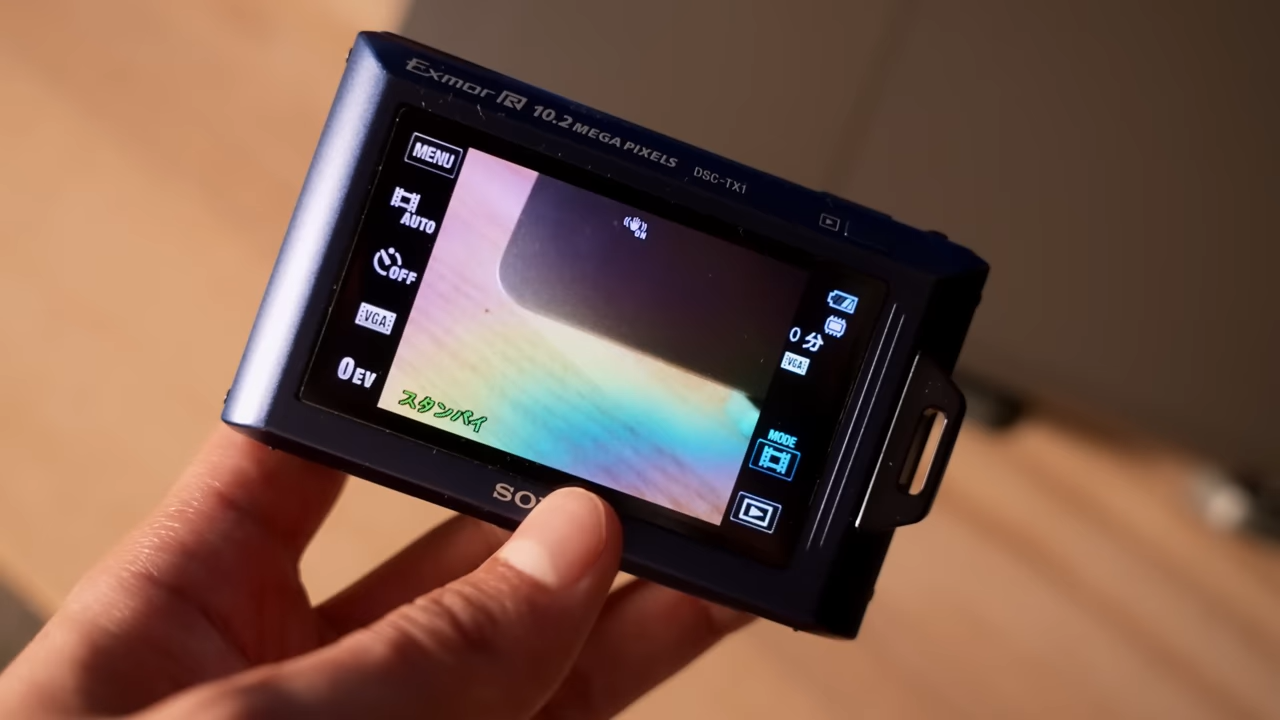 Exmor R 10.2 MEGA PIXELS DSC-TX1
MENU
AUTO
OFF
VGA
0EV
ON
スタンバイ
0分
VGA
MODE